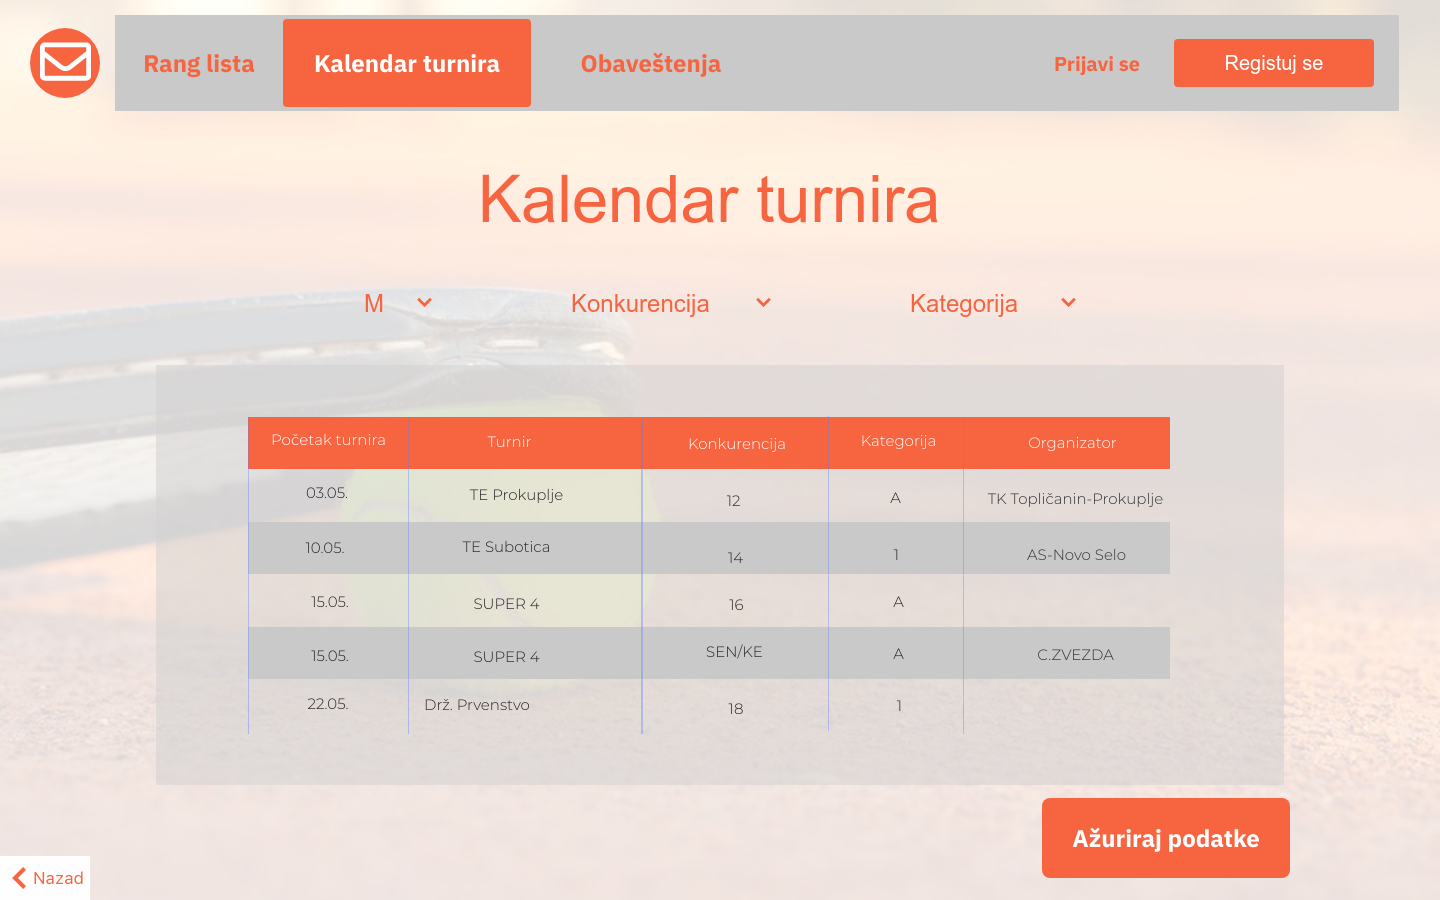 Rang lista
Kalendar turnira
Obaveštenja
Prijavi se
Registuj se
Kalendar turnira
M
Konkurencija
Kategorija
Početak turnira Turnir Konkurencija Kategorija Organizator
03.05. TE Prokuplje 12 A TK Topličanin-Prokuplje
10.05. TE Subotica 14 1 AS-Novo Selo
15.05. SUPER 4 16 A
15.05. SUPER 4 SEN/KE A C.ZVEZDA
22.05. Drž. Prvenstvo 18 1
Ažuriraj podatke
Nazad